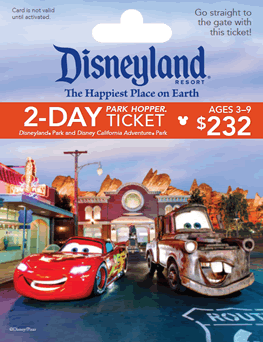 Card is not valid
until activated.
Go straight to
the gate with
this ticket!
Disneyland®
RESORT
The Happiest Place on Earth
2-DAY PARK HOPPER® TICKET
AGES 3–9
$232
Disneyland® Park and Disney California Adventure® Park
ROUT
©Disney/Pixar